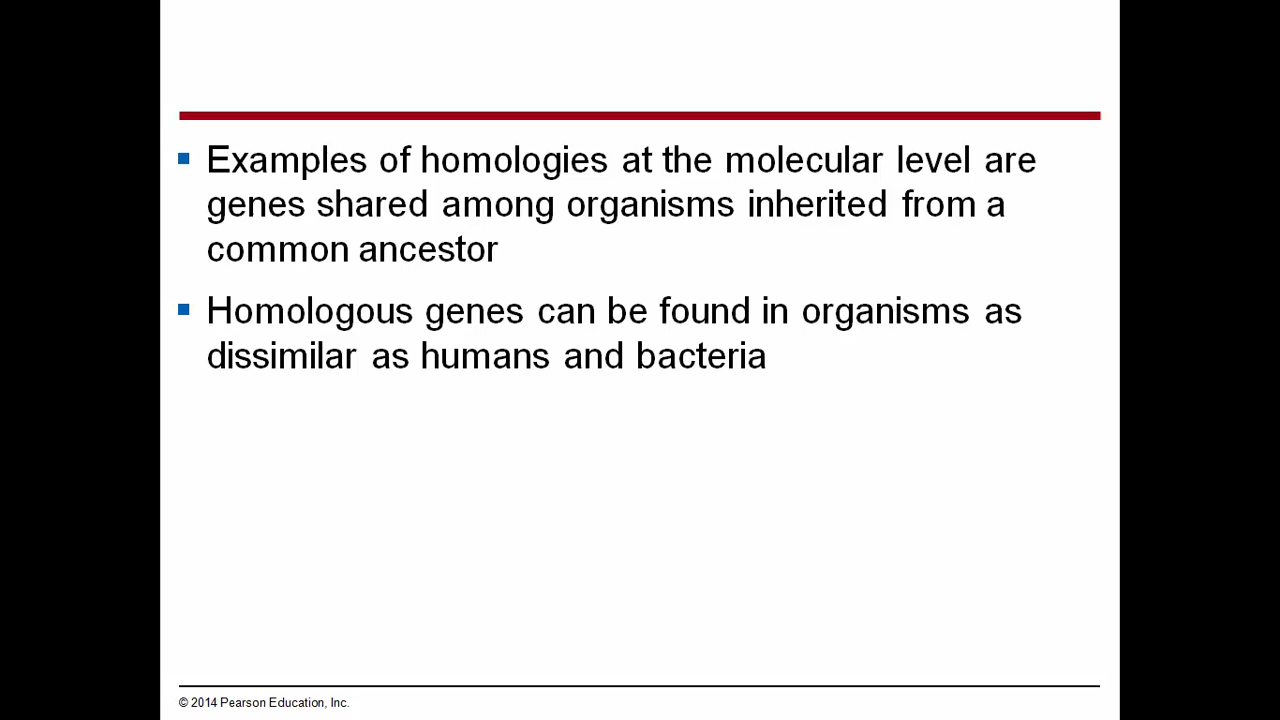 Examples of homologies at the molecular level are
genes shared among organisms inherited from a
common ancestor
Homologous genes can be found in organisms as
dissimilar as humans and bacteria
© 2014 Pearson Education, Inc.